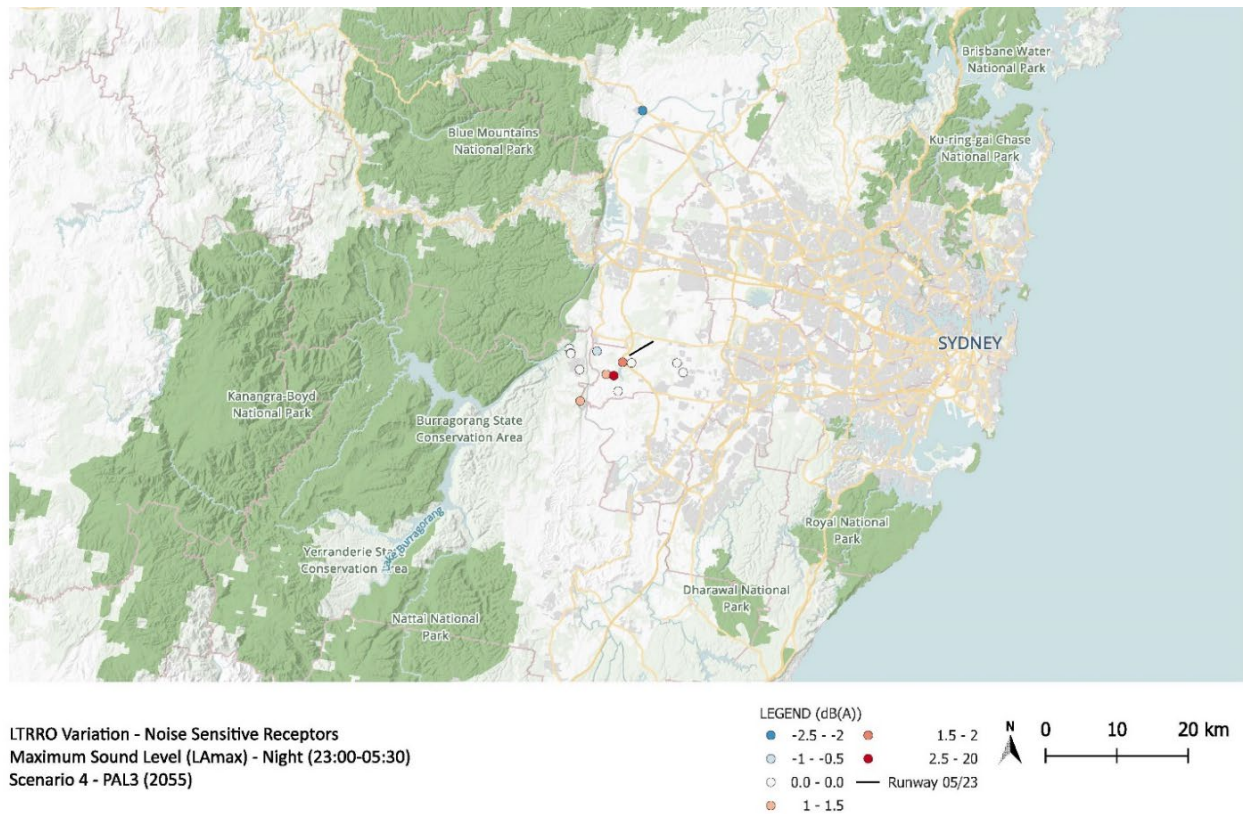 Brisbane Water
National Park
Blue Mountains
National Park
Ku-ring-gai Chase
National Park
SYDNEY
Kanangra-Boyd
National Park
Burragorang State
Conservation Area
Royal National
Park
Yerranderie Sta
Conservation Area
Lake Burragorang
Dharawal National
Park
Nattai National
Park
LTRRO Variation - Noise Sensitive Receptors
Maximum Sound Level (LAmax) - Night (23:00-05:30)
Scenario 4 - PAL3 (2055)
LEGEND (dB(A))
-2.5 - -2
1.5 - 2
-1 - -0.5
2.5 - 20
0.0 - 0.0
Runway 05/23
1 - 1.5
N
0 10 20 km